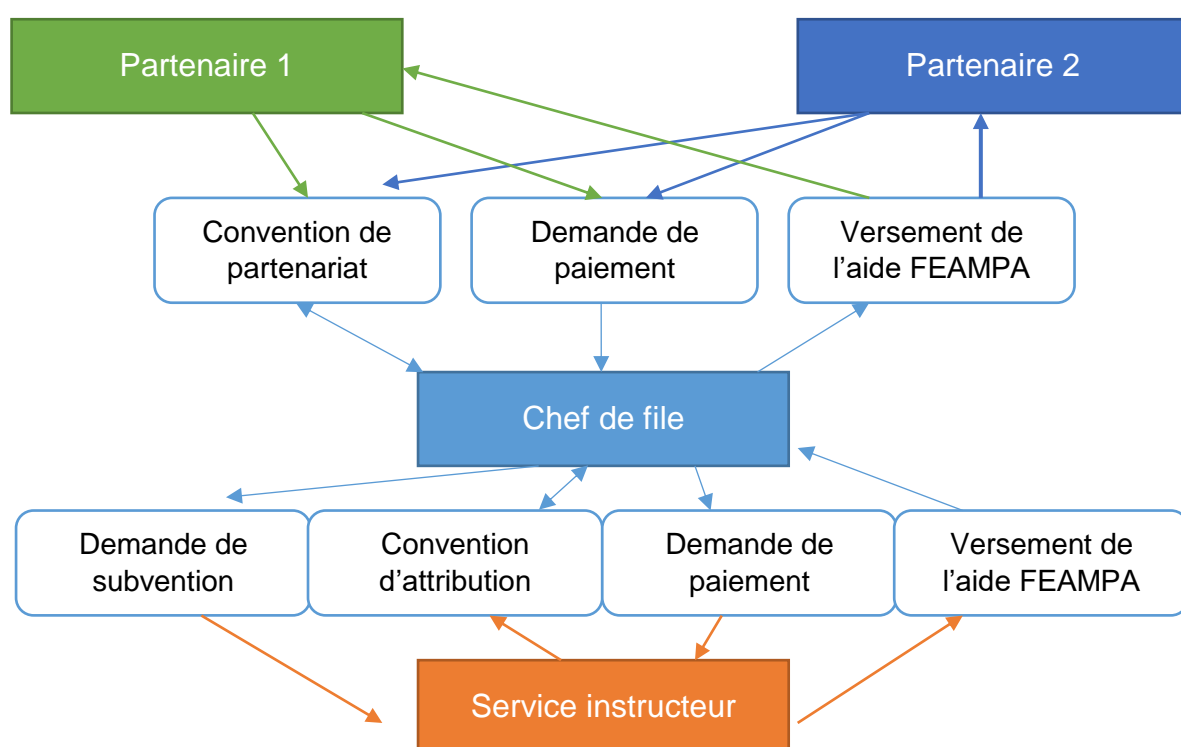 Partenaire 1
Partenaire 2
Convention de
partenariat
Demande de
paiement
Versement de
l'aide FEAMPA
Chef de file
Demande de
subvention
Convention
d'attribution
Demande de
paiement
Versement de
l'aide FEAMPA
Service instructeur